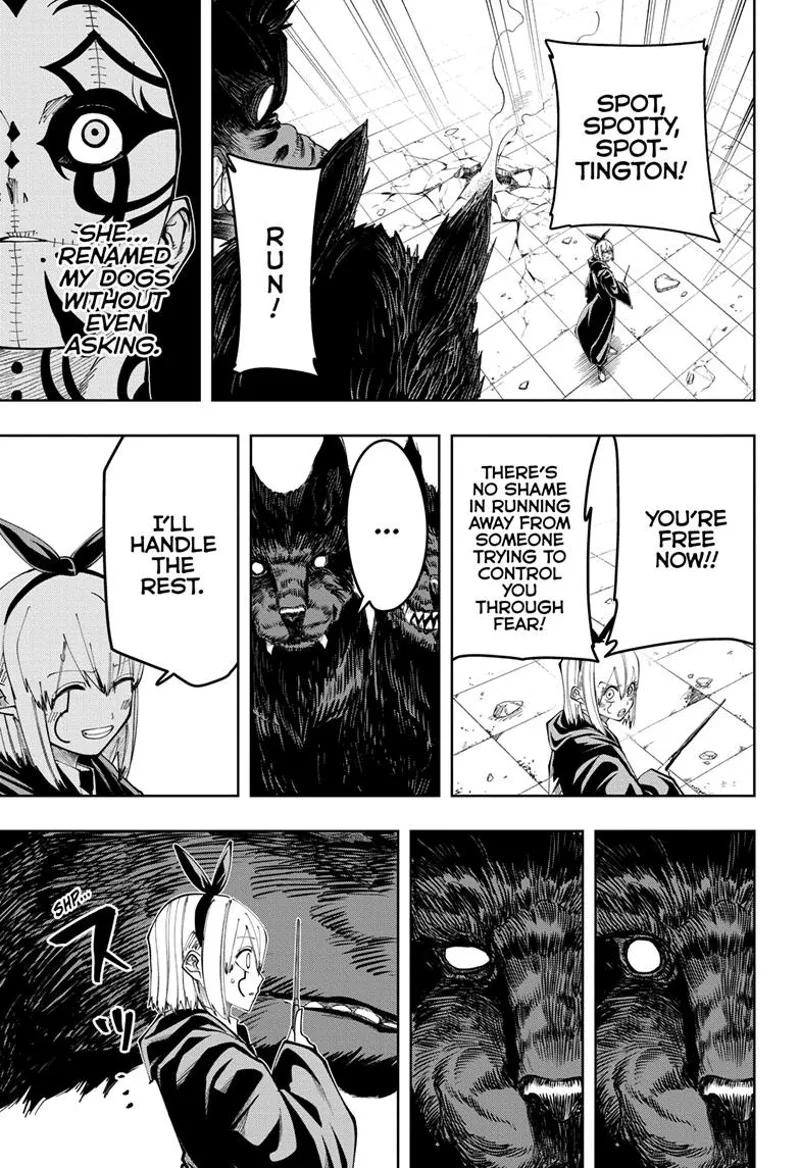 SPOT,
SPOTTY,
SPOT-
TINGTON!
RUN!
SHE...
RENAMED
MY DOGS
WITHOUT
EVEN
ASKING.
YOU'RE
FREE
NOW!!
THERE'S
NO SHAME
IN RUNNING
AWAY FROM
SOMEONE
TRYING TO
CONTROL
YOU
THROUGH
FEAR!
...
I'LL
HANDLE
THE
REST.
SHP...
スッ